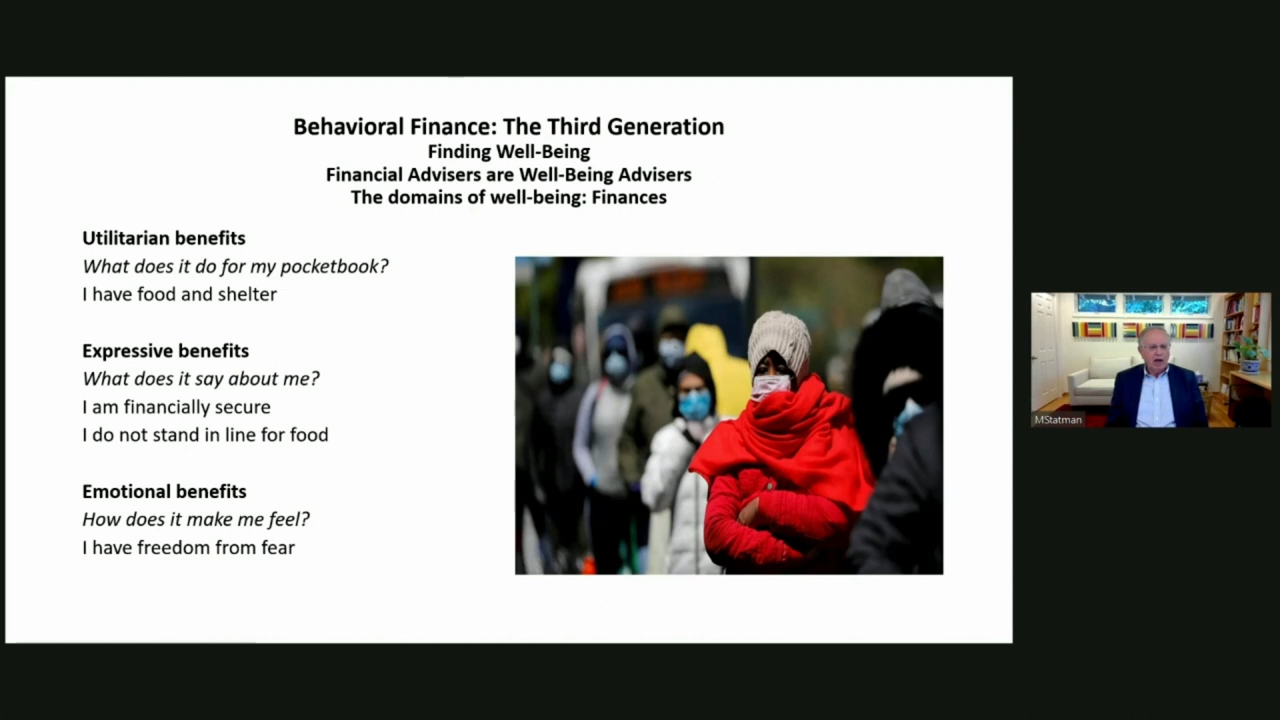 Behavioral Finance: The Third Generation
Finding Well-Being
Financial Advisers are Well-Being Advisers
The domains of well-being: Finances
Utilitarian benefits
What does it do for my pocketbook?
I have food and shelter
Expressive benefits
What does it say about me?
I am financially secure
I do not stand in line for food
Emotional benefits
How does it make me feel?
I have freedom from fear
MStatman